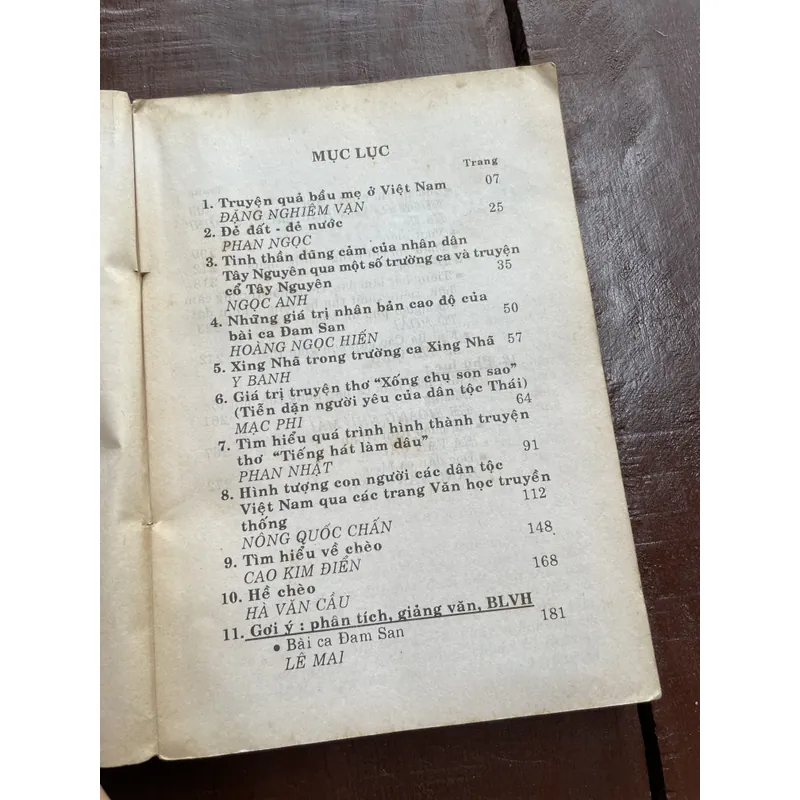 MỤC LỤC
Trang
1. Truyện quả bầu mẹ ở Việt Nam 07
ĐẶNG NGHIÊM VẠN
2. Đẻ đất - dẻ nước 25
PHAN NGỌC
3. Tinh thần dũng cảm của nhân dân
Tây Nguyên qua một số trường ca và truyện
cổ Tây Nguyên 35
NGỌC ANH
4. Những giá trị nhân bản cao độ của
bài ca Đam San 50
HOÀNG NGỌC HIẾN
5. Xing Nhã trong trường ca Xing Nhã 57
Y BANH
6. Giá trị truyện thơ “Xống chụ son sao”
(Tiễn dặn người yêu của dân tộc Thái) 64
MẠC PHI
7. Tìm hiểu quá trình hình thành truyện
thơ “Tiếng hát làm dâu” 91
PHAN NHẬT
8. Hình tượng con người các dân tộc
Việt Nam qua các trang Văn học truyền
thống 112
NÔNG QUỐC CHẤN
9. Tìm hiểu về chèo 148
CAO KIM ĐIỂN
10. Hề chèo 168
HÀ VĂN CẦU
11. Gơi ý : phân tích, giảng văn, BLVH
• Bài ca Đam San 181
LÊ MAI